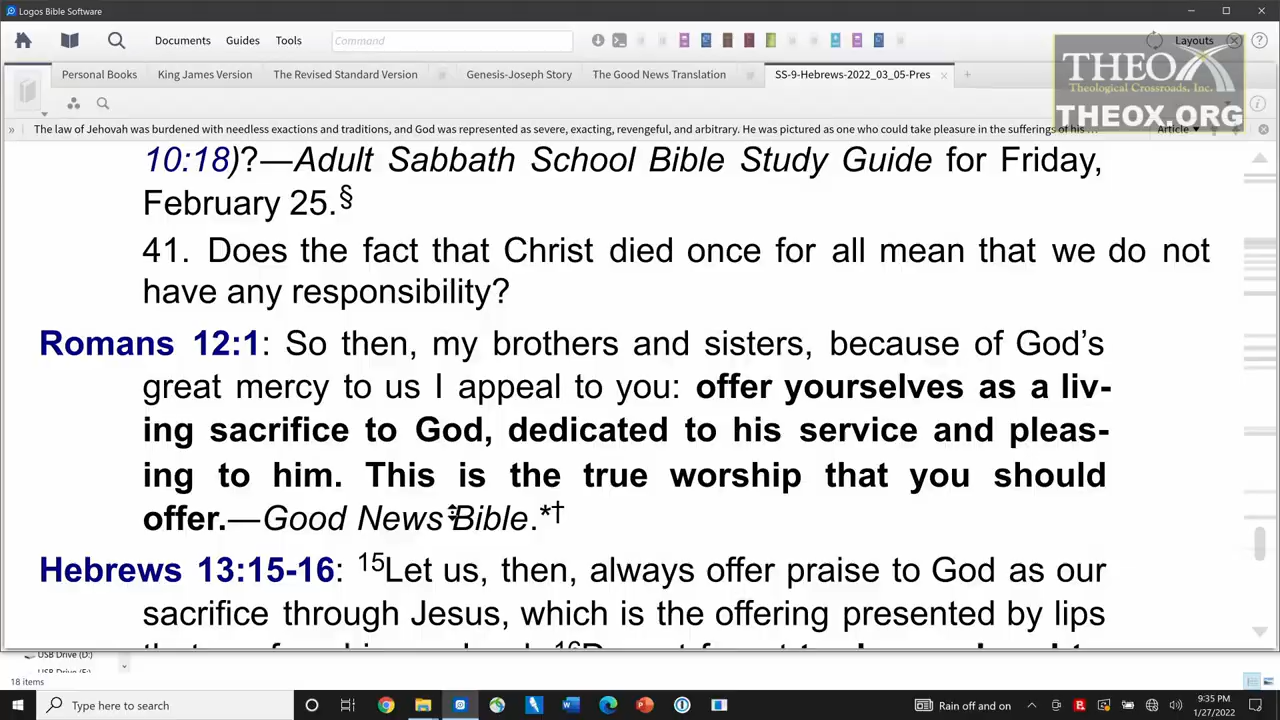 Logos Bible Software
Documents Guides Tools Command Layouts
THEOX
Theological Crossroads, Inc.
THEOX.ORG
Personal Books King James Version The Revised Standard Version Genesis-Joseph Story The Good News Translation SS-9-Hebrews-2022_03_05-Pres
The law of Jehovah was burdened with needless exactions and traditions, and God was represented as severe, exacting, revengeful, and arbitrary. He was pictured as one who could take pleasure in the sufferings of his ... Article
10:18)?—Adult Sabbath School Bible Study Guide for Friday,
February 25.§
41. Does the fact that Christ died once for all mean that we do not
have any responsibility?
Romans 12:1: So then, my brothers and sisters, because of God’s
great mercy to us I appeal to you: offer yourselves as a liv-
ing sacrifice to God, dedicated to his service and pleas-
ing to him. This is the true worship that you should
offer.—Good News Bible.*†
Hebrews 13:15-16: 15Let us, then, always offer praise to God as our
sacrifice through Jesus, which is the offering presented by lips
USB Drive (D:)
18 items
Type here to search Rain off and on 9:35 PM
1/27/2022